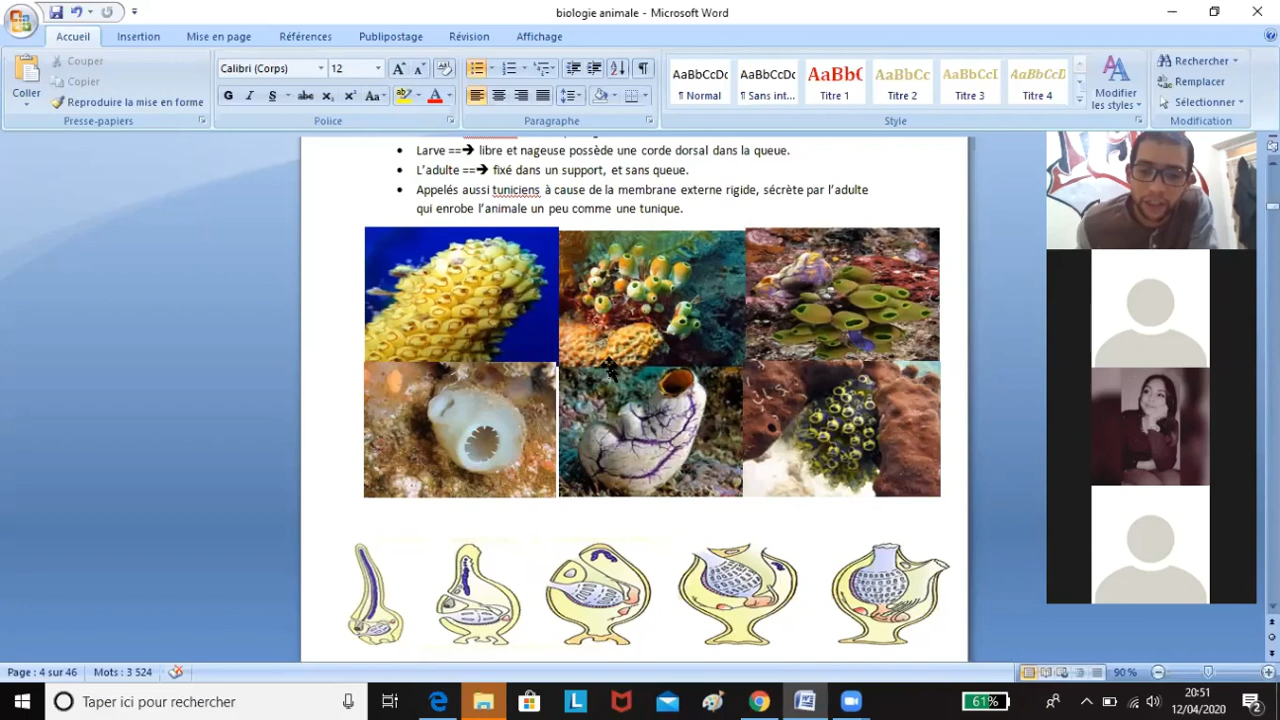 biologie animale - Microsoft Word
Accueil
Insertion
Mise en page
Références
Publipostage
Révision
Affichage
Coller
Couper
Copier
Reproduire la mise en forme
Presse-papiers
Calibri (Corps)
12
Police
Paragraphe
AaBbCcDc
¶ Normal
AaBbCcDc
¶ Sans int...
AaBbC
Titre 1
AaBbCc
Titre 2
AaBbCcI
Titre 3
AaBbCcD
Titre 4
Modifier
les styles
Style
Rechercher
Remplacer
Sélectionner
Modification
Larve ==➔ libre et nageuse possède une corde dorsal dans la queue.
L’adulte ==➔ fixé dans un support, et sans queue.
Appelés aussi tuniciens à cause de la membrane externe rigide, sécrète par l’adulte
qui enrobe l’animale un peu comme une tunique.
Page : 4 sur 46
Mots : 3 524
90 %
Taper ici pour rechercher
61%
20:51
12/04/2020
2